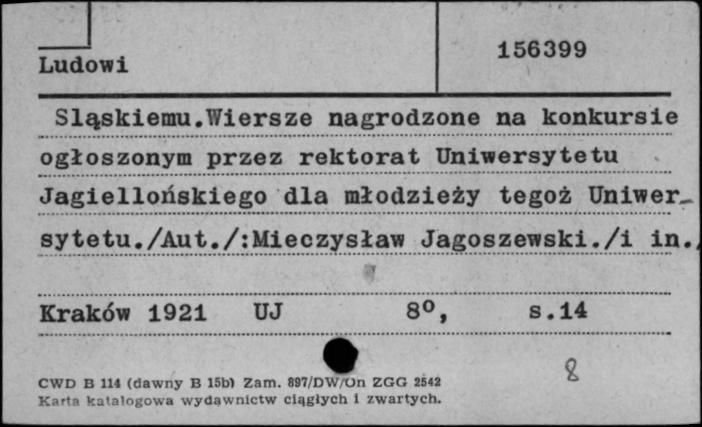 156399
Ludowi
Sląskiemu.Wiersze nagrodzone na konkursie
ogłoszonym przez rektorat Uniwersytetu
Jagiellońskiego dla młodzieży tegoż Uniwer-
sytetu./Aut./:Mieczysław Jagoszewski./i in./
Kraków 1921 UJ 8º, s.14
8
CWD B 114 (dawny B 15b) Zam. 897/DW/Un ZGG 2542
Karta katalogowa wydawnictw ciągłych i zwartych.